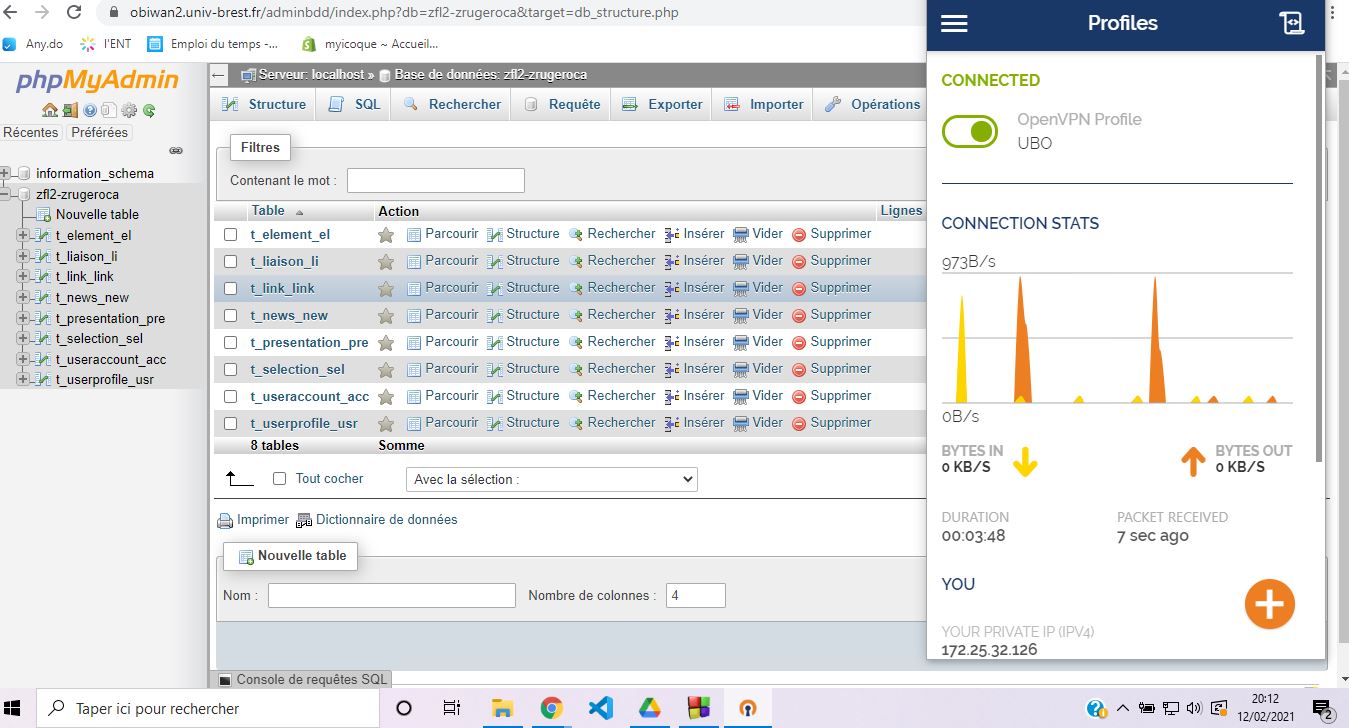 obiwan2.univ-brest.fr/adminbdd/index.php?db=zfl2-zrugeroca&target=db_structure.php
Any.do
l'ENT
Emploi du temps -...
myicoque ~ Accueil...
phpMyAdmin
Récentes Préférées
information_schema
zfl2-zrugeroca
Nouvelle table
t_element_el
t_liaison_li
t_link_link
t_news_new
t_presentation_pre
t_selection_sel
t_useraccount_acc
t_userprofile_usr
Serveur: localhost » Base de données: zfl2-zrugeroca
Structure SQL Rechercher Requête Exporter Importer Opérations
Filtres
Contenant le mot :
Table Action Lignes
t_element_el Parcourir Structure Rechercher Insérer Vider Supprimer
t_liaison_li Parcourir Structure Rechercher Insérer Vider Supprimer
t_link_link Parcourir Structure Rechercher Insérer Vider Supprimer
t_news_new Parcourir Structure Rechercher Insérer Vider Supprimer
t_presentation_pre Parcourir Structure Rechercher Insérer Vider Supprimer
t_selection_sel Parcourir Structure Rechercher Insérer Vider Supprimer
t_useraccount_acc Parcourir Structure Rechercher Insérer Vider Supprimer
t_userprofile_usr Parcourir Structure Rechercher Insérer Vider Supprimer
8 tables Somme
Tout cocher Avec la sélection :
Imprimer Dictionnaire de données
Nouvelle table
Nom : Nombre de colonnes : 4
Console de requêtes SQL
Profiles
CONNECTED
OpenVPN Profile
UBO
CONNECTION STATS
973B/s
0B/s
BYTES IN
0 KB/S
BYTES OUT
0 KB/S
DURATION
00:03:48
PACKET RECEIVED
7 sec ago
YOU
YOUR PRIVATE IP (IPV4)
172.25.32.126
Taper ici pour rechercher
20:12
12/02/2021
2